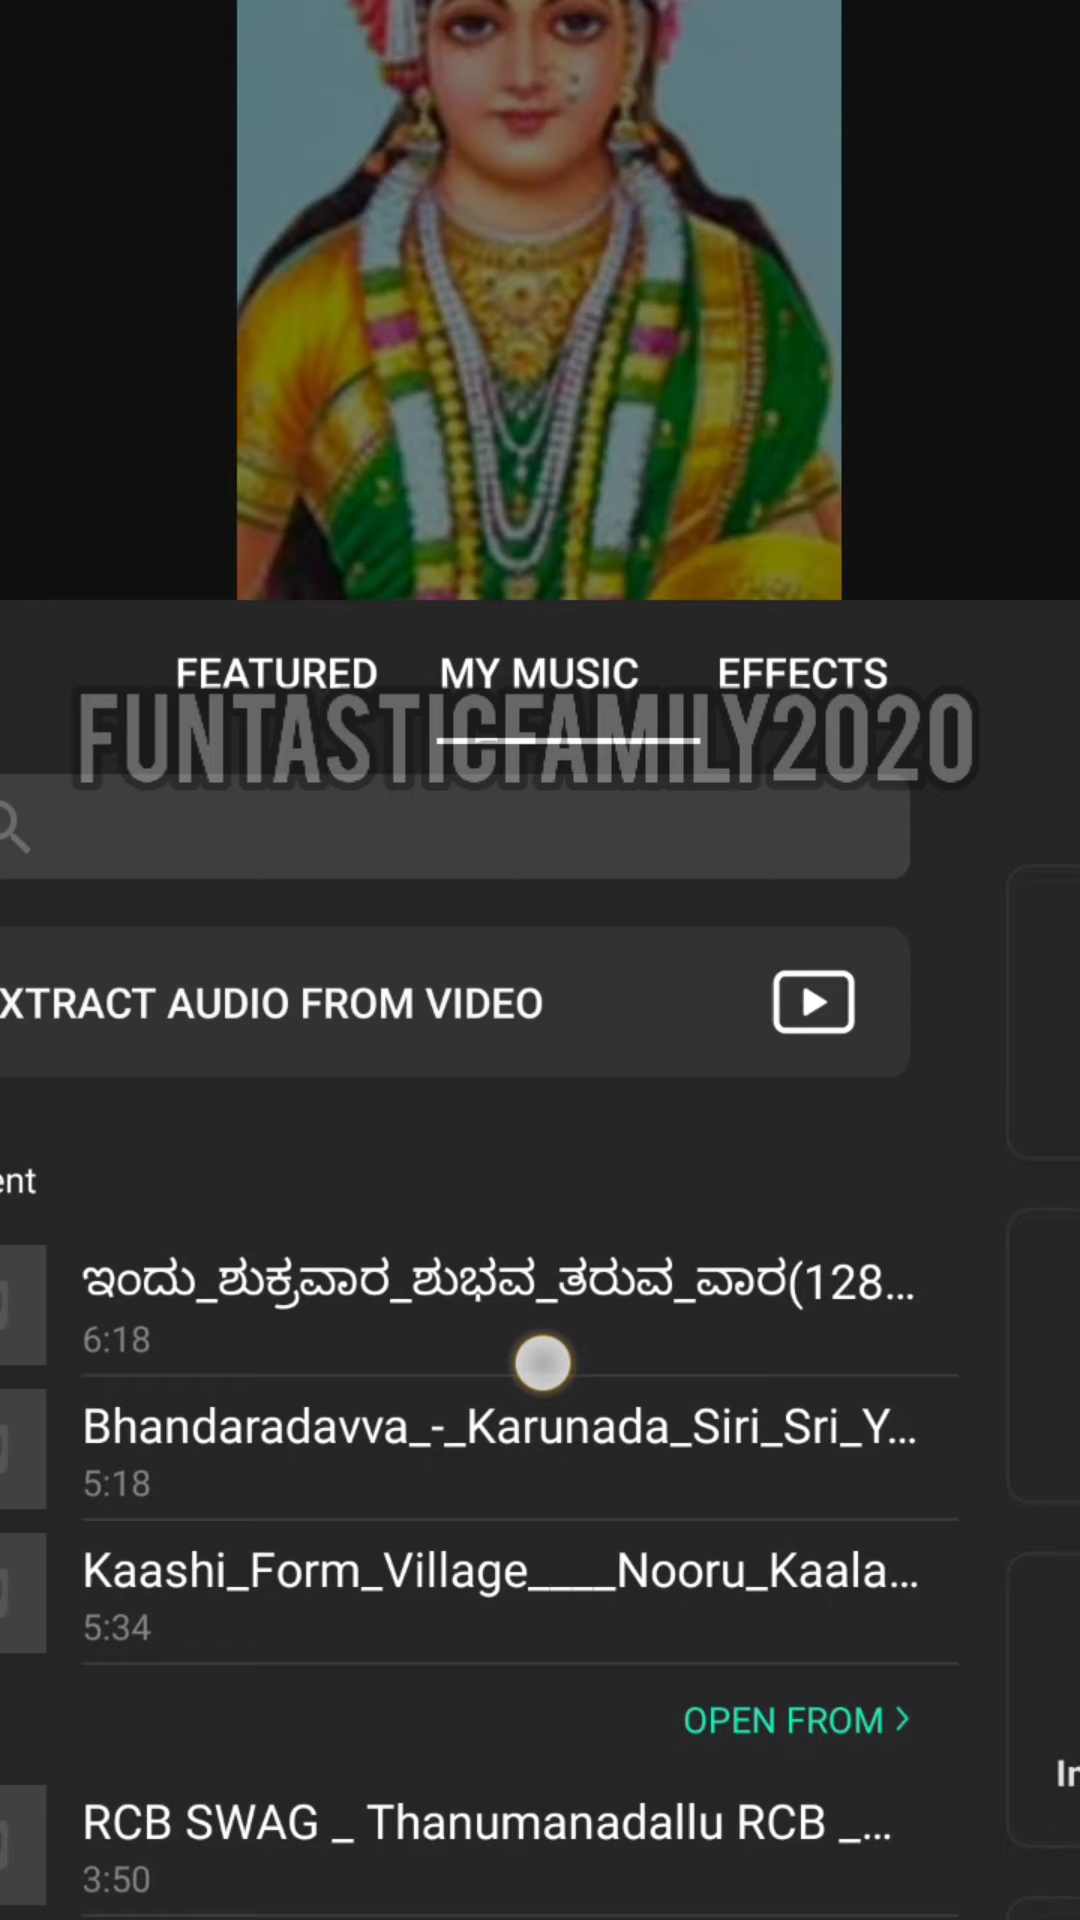 FEATURED MY MUSIC EFFECTS
FUNTASTICFAMILY2020
XTRACT AUDIO FROM VIDEO
ent
ಇಂದು_ಶುಕ್ರವಾರ_ಶುಭವ_ತರುವ_ವಾರ(128...
6:18
Bhandaradavva_-_Karunada_Siri_Sri_Y...
5:18
Kaashi_Form_Village____Nooru_Kaala...
5:34
OPEN FROM >
RCB SWAG _ Thanumanadallu RCB _...
3:50